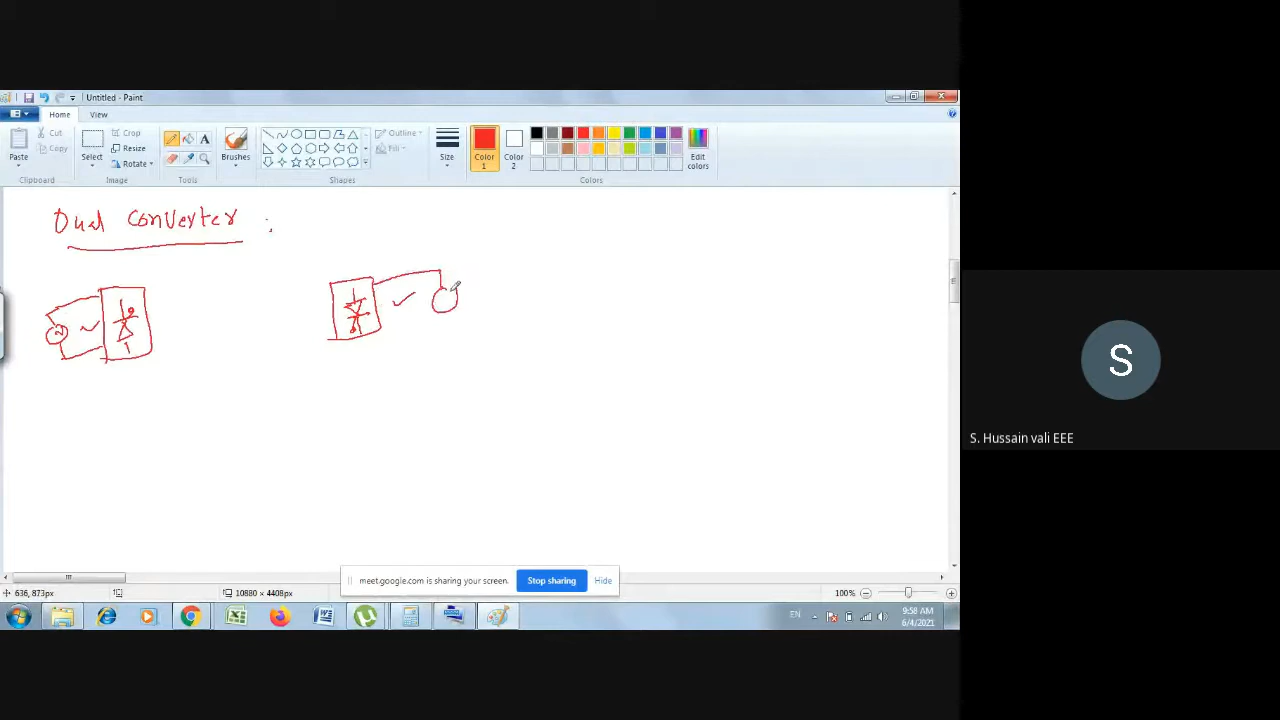 Untitled - Paint
Home
View
Paste
Cut
Copy
Clipboard
Select
Crop
Resize
Rotate
Image
A
Tools
Brushes
Outline
Fill
Shapes
Size
Color
1
Color
2
Edit
colors
Colors
Dual Converter :
meet.google.com is sharing your screen.
Stop sharing
Hide
636, 873px
10880 × 4408px
100%
EN
9:58 AM
6/4/2021
S
S. Hussain vali EEE